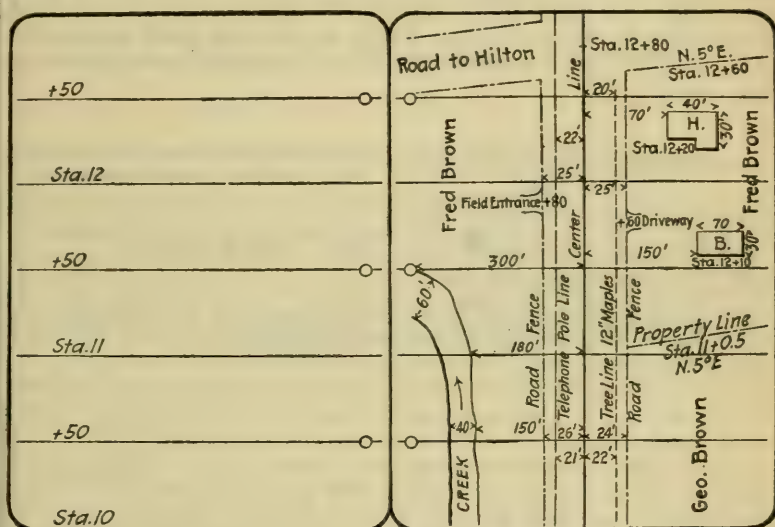 +50
Sta.12
+50
Sta.11
+50
Sta.10
Road to Hilton
Line
Sta.12+80
N.5°E.
Sta.12+60
20'
70'
40'
H.
30'
22'
Sta.12+20
Fred Brown
Fred Brown
25'
Field Entrance+80
25'
+60 Driveway
Center
70
B.
30'
150'
Sta.12+10
300'
60'
Road Fence
Telephone Pole Line
Tree Line 12"Maples
Road Fence
Property Line
Sta.11+0.5
N.5°E
180'
40
150'
26'
24'
21'
22'
CREEK
Geo. Brown